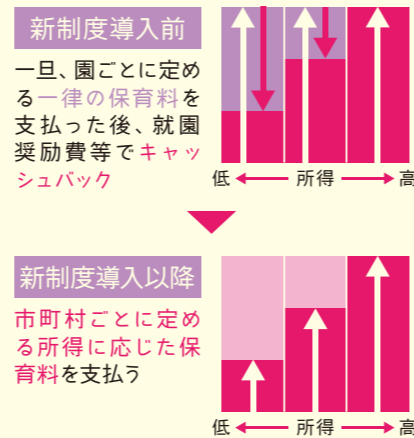 新制度導入前
一旦、園ごとに定め
る一律の保育料を
支払った後、就園
奨励費等でキャッ
シュバック
低 所得 高
新制度導入以降
市町村ごとに定め
る所得に応じた保
育料を支払う
低 所得 高